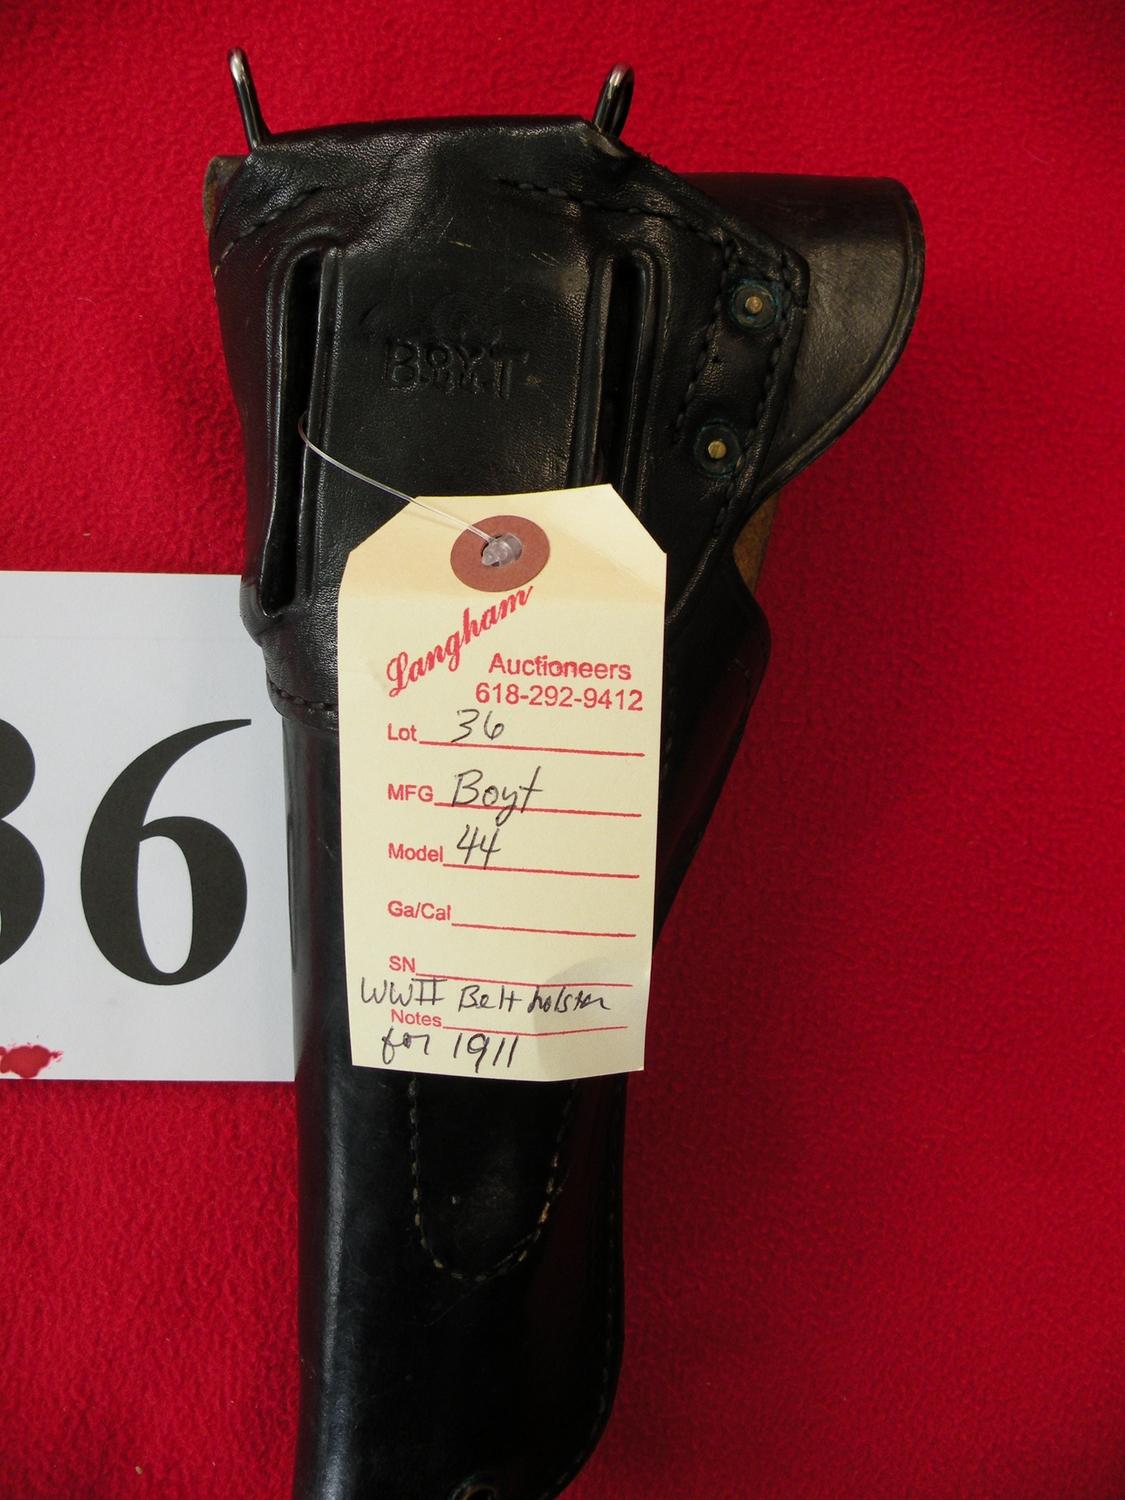 BOYT
36
Langham
Auctioneers
618-292-9412
Lot 36
MFG Boyt
Model 44
Ga/Cal
SN
WWII Belt holster
Notes
for 1911